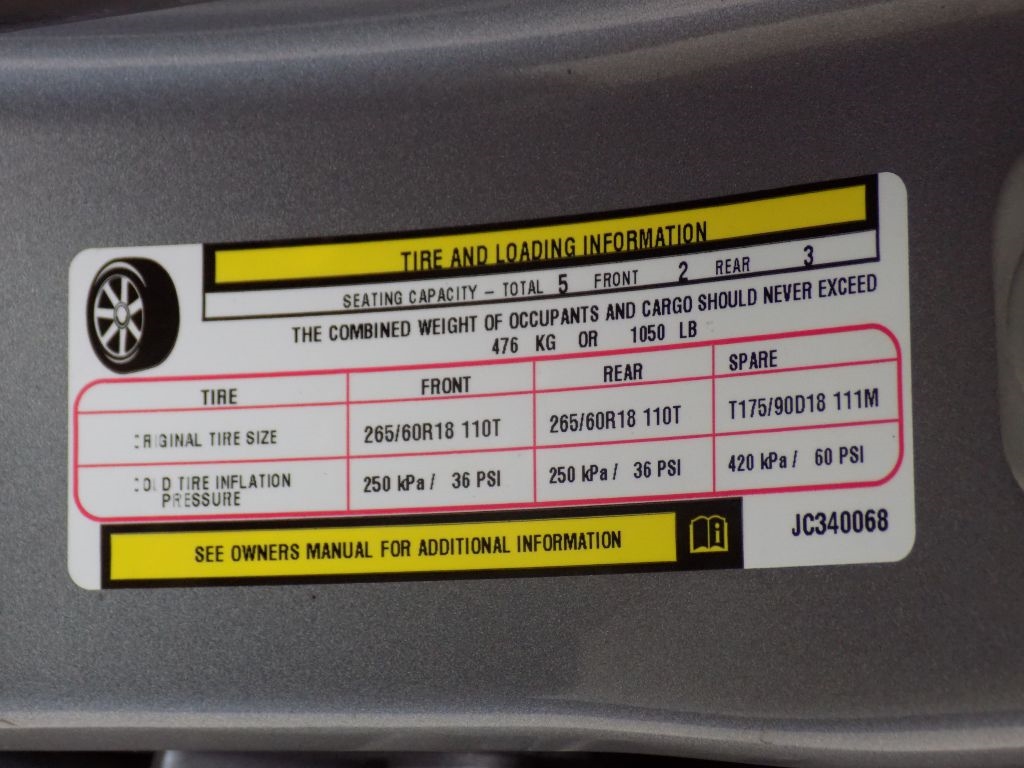 TIRE AND LOADING INFORMATION
SEATING CAPACITY – TOTAL 5 FRONT 2 REAR 3
THE COMBINED WEIGHT OF OCCUPANTS AND CARGO SHOULD NEVER EXCEED
476 KG OR 1050 LB
TIRE FRONT REAR SPARE
ORIGINAL TIRE SIZE 265/60R18 110T 265/60R18 110T T175/90D18 111M
COLD TIRE INFLATION PRESSURE 250 kPa / 36 PSI 250 kPa / 36 PSI 420 kPa / 60 PSI
SEE OWNERS MANUAL FOR ADDITIONAL INFORMATION
JC340068